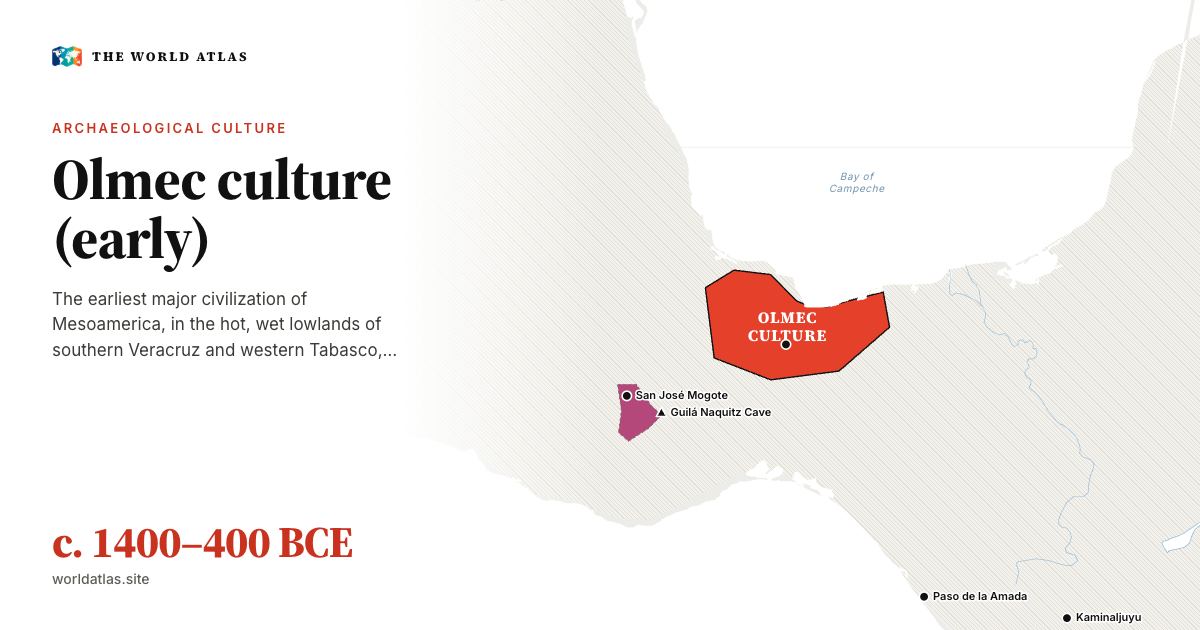 THE WORLD ATLAS
ARCHAEOLOGICAL CULTURE
Olmec culture
(early)
The earliest major civilization of
Mesoamerica, in the hot, wet lowlands of
southern Veracruz and western Tabasco,...
c. 1400–400 BCE
worldatlas.site
Bay of
Campeche
OLMEC
CULTURE
San José Mogote
Guilá Naquitz Cave
Paso de la Amada
Kaminaljuyu